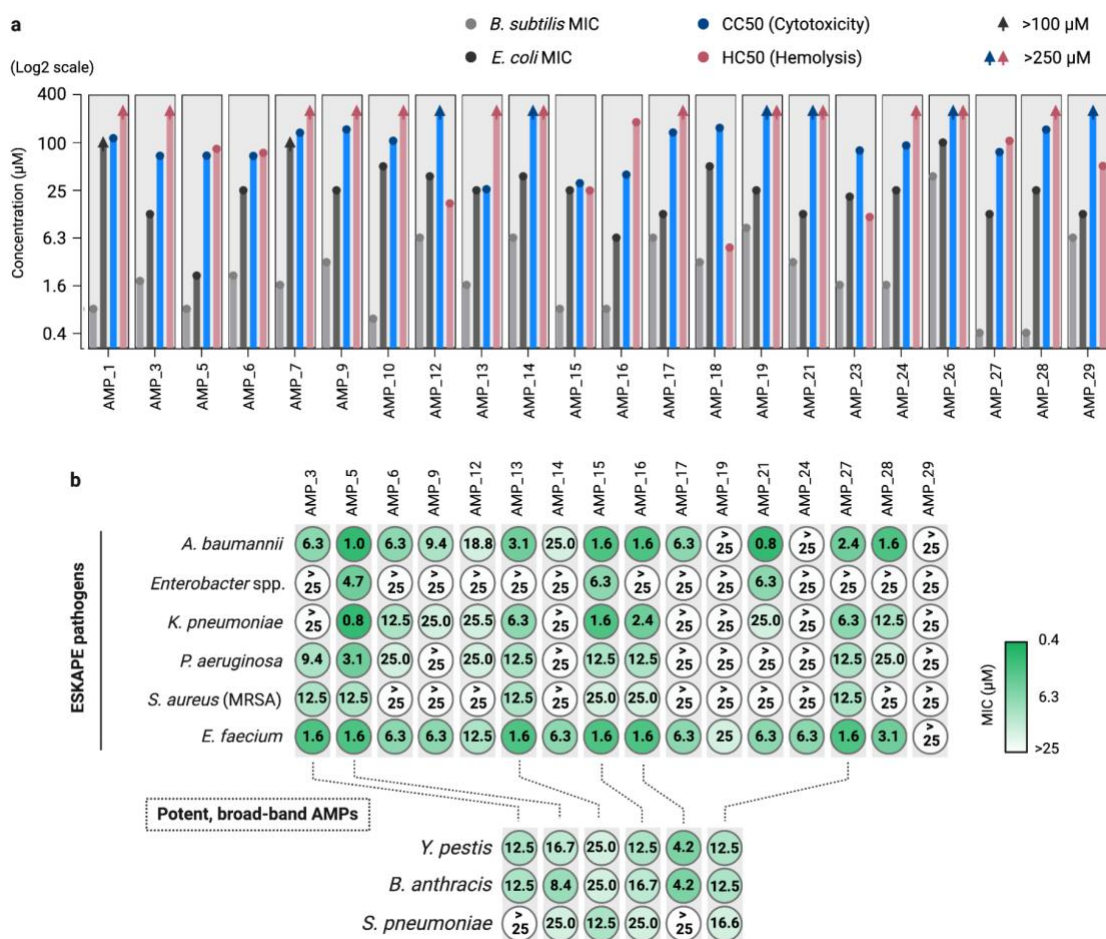 a
B. subtilis MIC CC50 (Cytotoxicity) >100 µM
E. coli MIC HC50 (Hemolysis) >250 µM
(Log2 scale)
Concentration (µM)
400
100
25
6.3
1.6
0.4
AMP_1 AMP_3 AMP_5 AMP_6 AMP_7 AMP_9 AMP_10 AMP_12 AMP_13 AMP_14 AMP_15 AMP_16 AMP_17 AMP_18 AMP_19 AMP_21 AMP_23 AMP_24 AMP_26 AMP_27 AMP_28 AMP_29
b
AMP_3 AMP_5 AMP_6 AMP_9 AMP_12 AMP_13 AMP_14 AMP_15 AMP_16 AMP_17 AMP_19 AMP_21 AMP_24 AMP_27 AMP_28 AMP_29
ESKAPE pathogens
A. baumannii 6.3 1.0 6.3 9.4 18.8 3.1 25.0 1.6 1.6 6.3 >25 0.8 >25 2.4 1.6 >25
Enterobacter spp. >25 4.7 >25 >25 >25 >25 >25 6.3 >25 >25 >25 6.3 >25 >25 >25 >25
K. pneumoniae >25 0.8 12.5 25.0 25.5 6.3 >25 1.6 2.4 >25 >25 25.0 >25 6.3 12.5 >25
P. aeruginosa 9.4 3.1 25.0 >25 25.0 12.5 >25 12.5 12.5 >25 >25 >25 >25 12.5 25.0 >25
S. aureus (MRSA) 12.5 12.5 >25 >25 >25 12.5 >25 25.0 25.0 >25 >25 >25 >25 12.5 >25 >25
E. faecium 1.6 1.6 6.3 6.3 12.5 1.6 6.3 1.6 1.6 6.3 25 6.3 6.3 1.6 3.1 >25
MIC (µM)
0.4
6.3
>25
Potent, broad-band AMPs
Y. pestis 12.5 16.7 25.0 12.5 4.2 12.5
B. anthracis 12.5 8.4 25.0 16.7 4.2 12.5
S. pneumoniae >25 25.0 12.5 25.0 >25 16.6